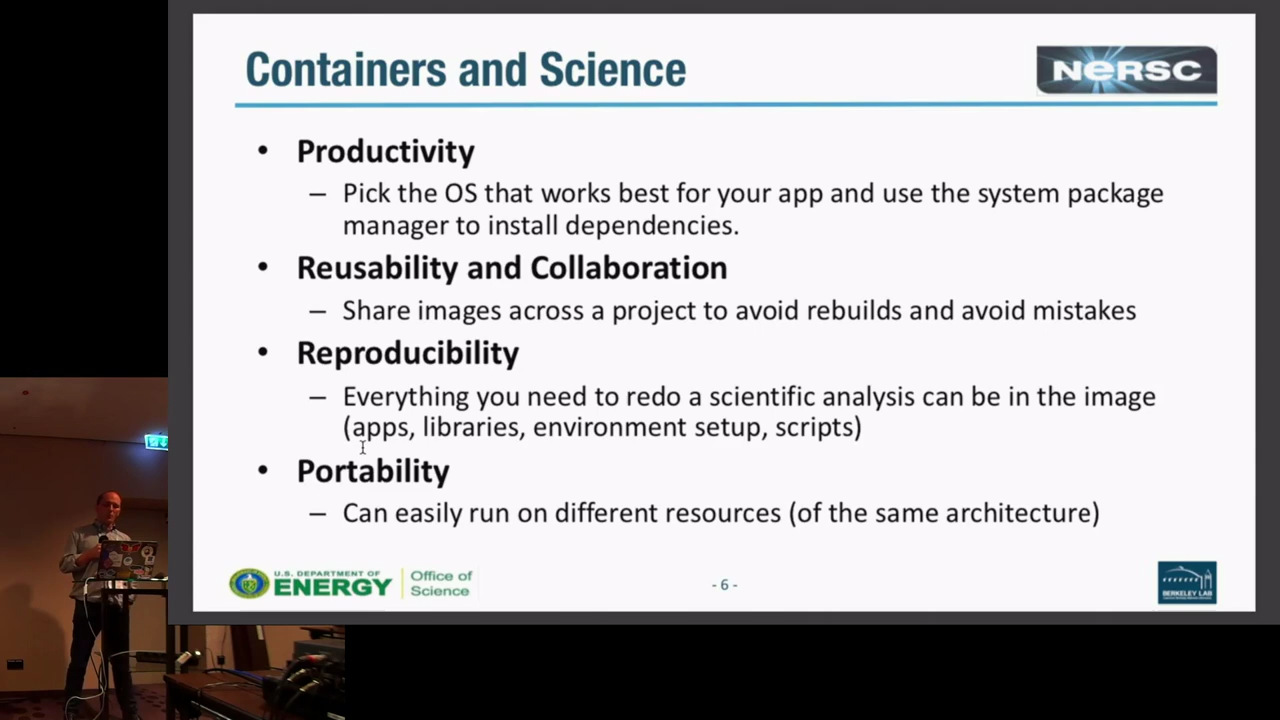 Containers and Science
NERSC
• Productivity
– Pick the OS that works best for your app and use the system package
manager to install dependencies.
• Reusability and Collaboration
– Share images across a project to avoid rebuilds and avoid mistakes
• Reproducibility
– Everything you need to redo a scientific analysis can be in the image
(apps, libraries, environment setup, scripts)
• Portability
– Can easily run on different resources (of the same architecture)
U.S. DEPARTMENT OF
ENERGY
Office of
Science
- 6 -
BERKELEY LAB